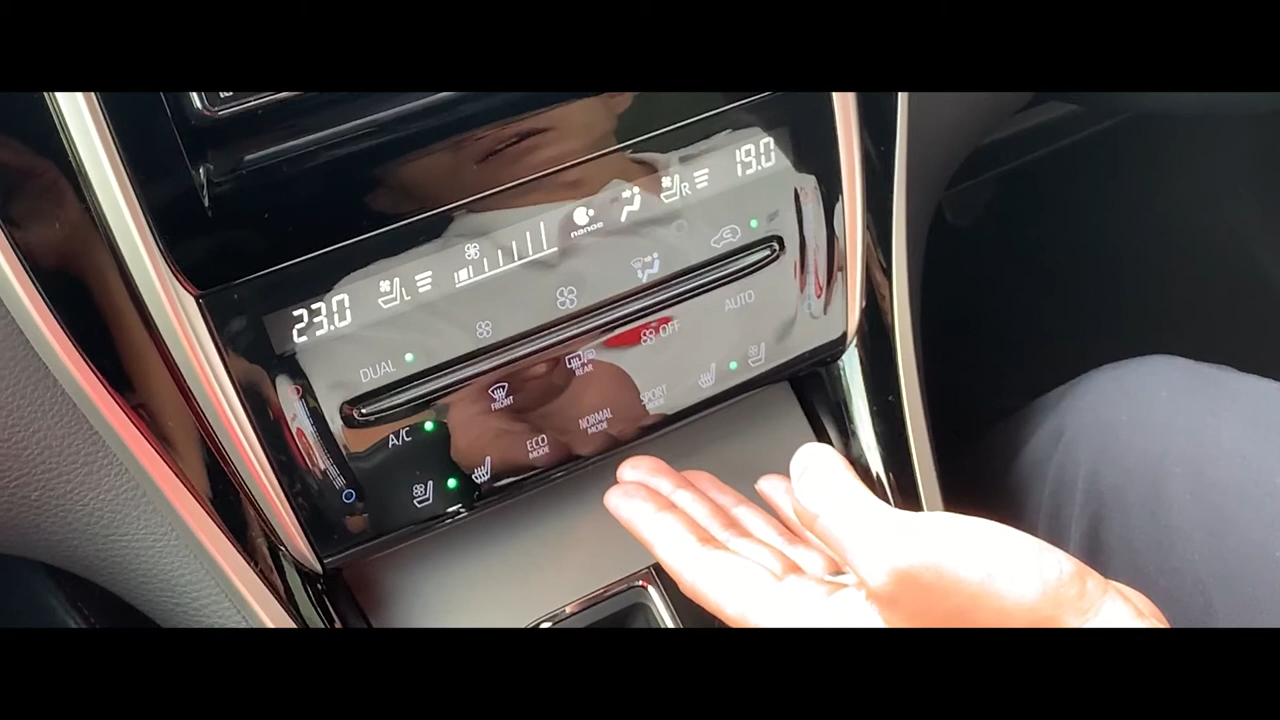 19.0
R
nanoe
L
23.0
AUTO
OFF
DUAL
REAR
FRONT
SPORT
MODE
NORMAL
MODE
A/C
ECO
MODE